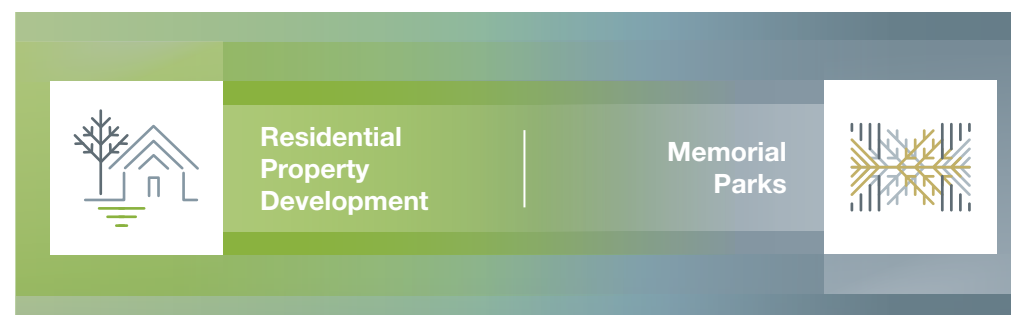 Residential
Property
Development
Memorial
Parks